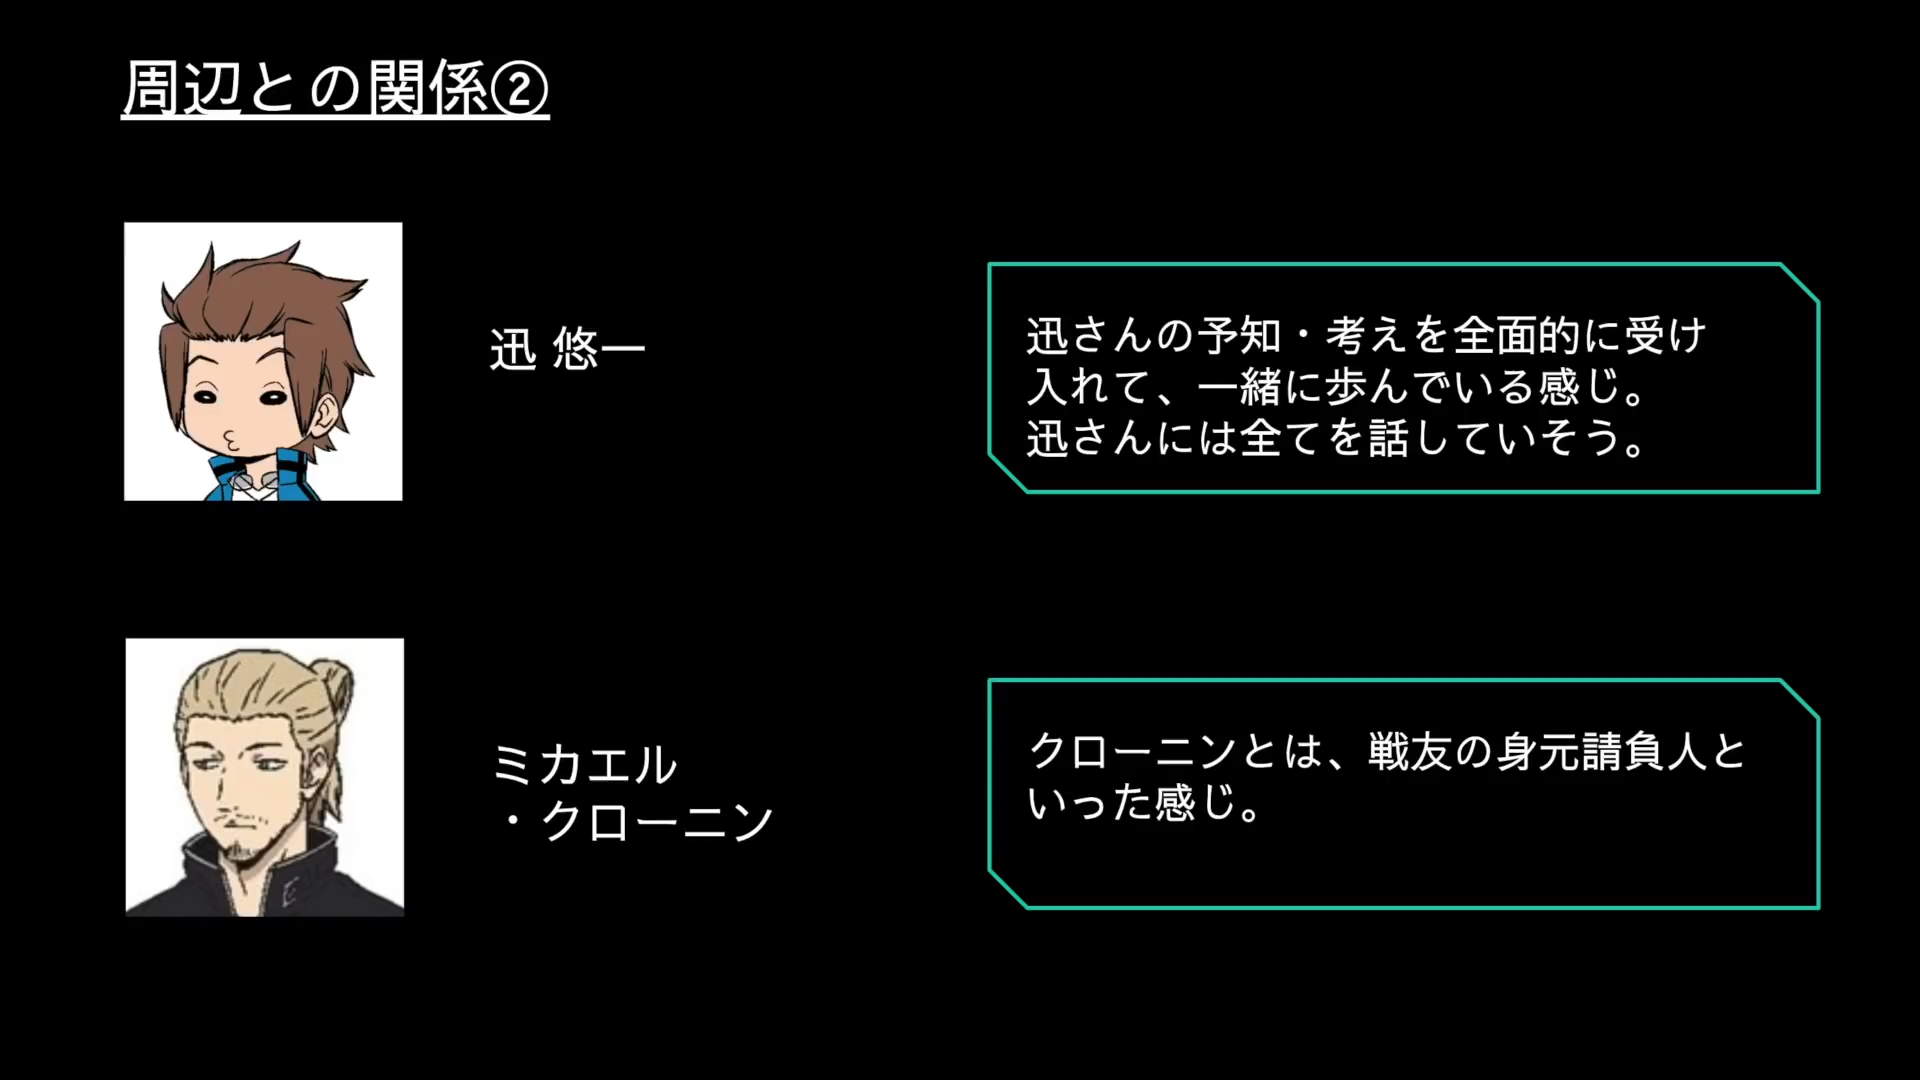 周辺との関係②
迅 悠一
迅さんの予知・考えを全面的に受け
入れて、一緒に歩んでいる感じ。
迅さんには全てを話していそう。
ミカエル
・クローニン
クローニンとは、戦友の身元請負人と
いった感じ。